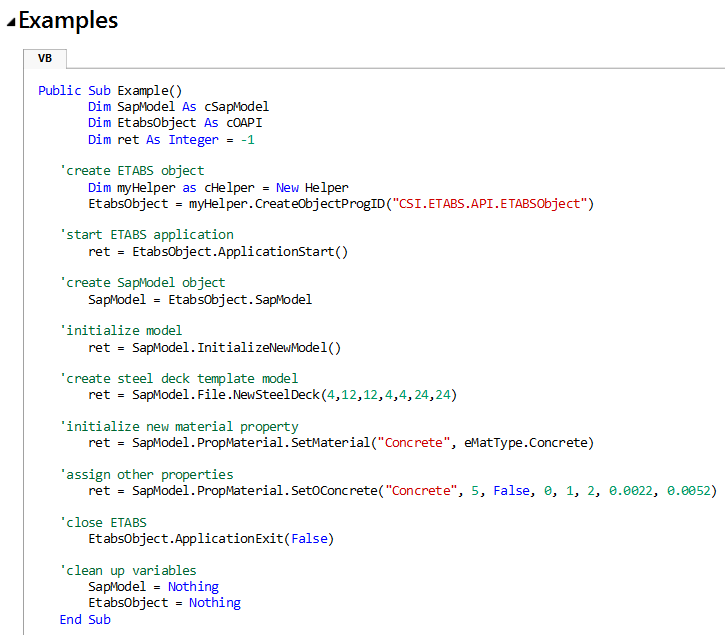 Examples
VB
Public Sub Example()
Dim SapModel As cSapModel
Dim EtabsObject As cOAPI
Dim ret As Integer = -1
'create ETABS object
Dim myHelper as cHelper = New Helper
EtabsObject = myHelper.CreateObjectProgID("CSI.ETABS.API.ETABSObject")
'start ETABS application
ret = EtabsObject.ApplicationStart()
'create SapModel object
SapModel = EtabsObject.SapModel
'initialize model
ret = SapModel.InitializeNewModel()
'create steel deck template model
ret = SapModel.File.NewSteelDeck(4,12,12,4,4,24,24)
'initialize new material property
ret = SapModel.PropMaterial.SetMaterial("Concrete", eMatType.Concrete)
'assign other properties
ret = SapModel.PropMaterial.SetOConcrete("Concrete", 5, False, 0, 1, 2, 0.0022, 0.0052)
'close ETABS
EtabsObject.ApplicationExit(False)
'clean up variables
SapModel = Nothing
EtabsObject = Nothing
End Sub